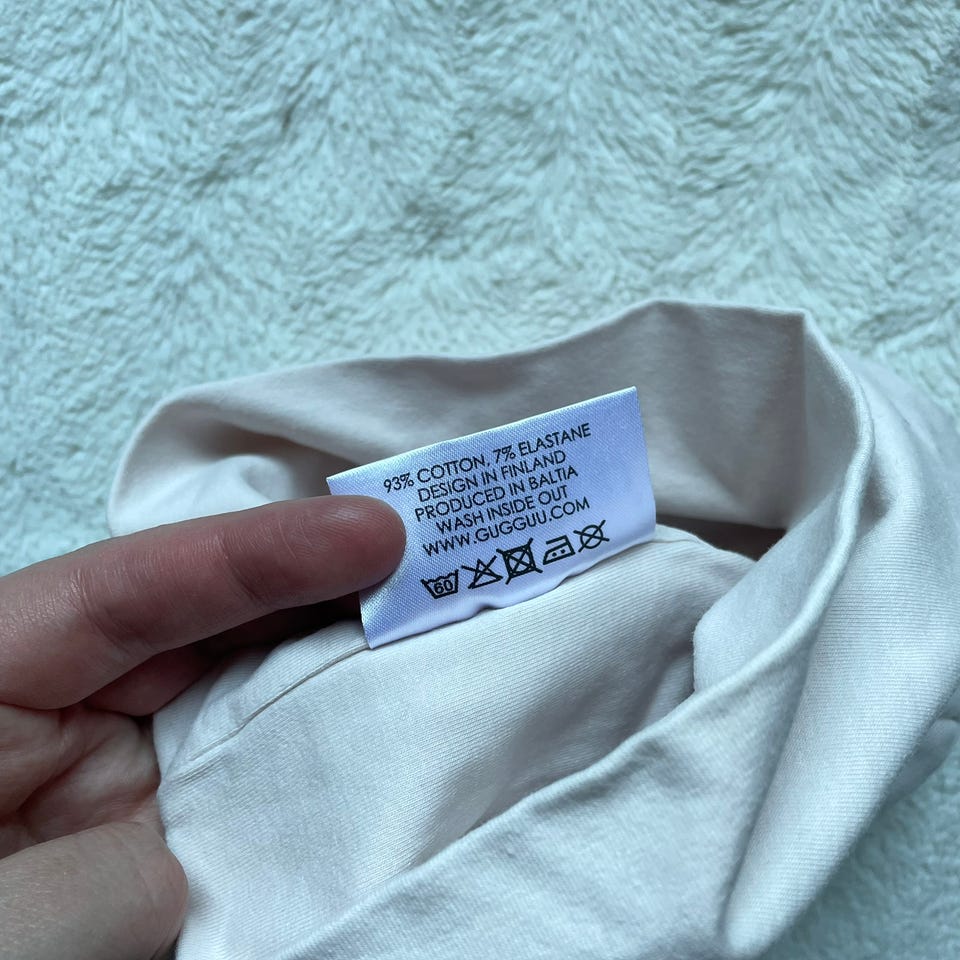 93% COTTON, 7% ELASTANE
DESIGN IN FINLAND
PRODUCED IN BALTIA
WASH INSIDE OUT
WWW.GUGGUU.COM
60